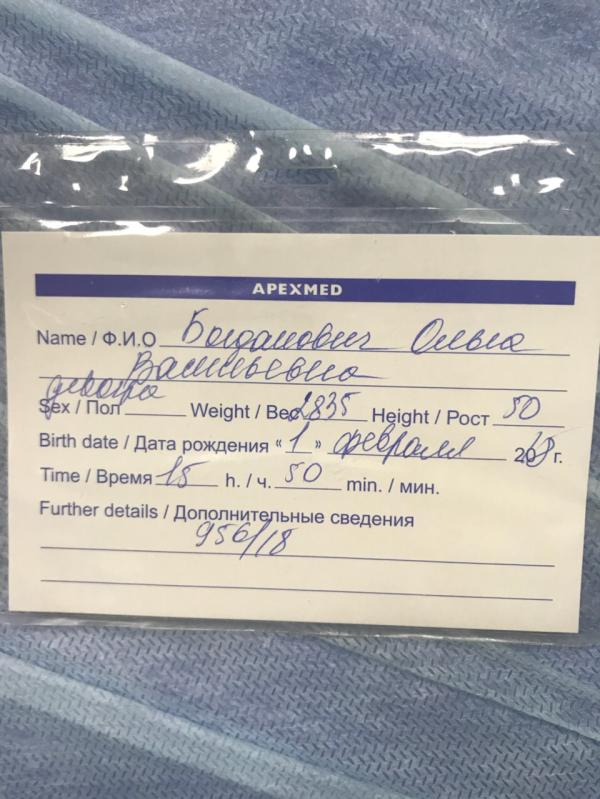 APEXMED
Name / Ф.И.О Богданович Ольга
Васильевна
девочка
Sex / Пол Weight / Вес 2835 Height / Рост 50
Birth date / Дата рождения “ 1 ” февраля 2018 г.
Time / Время 15 h. / ч. 50 min. / мин.
Further details / Дополнительные сведения
956/18